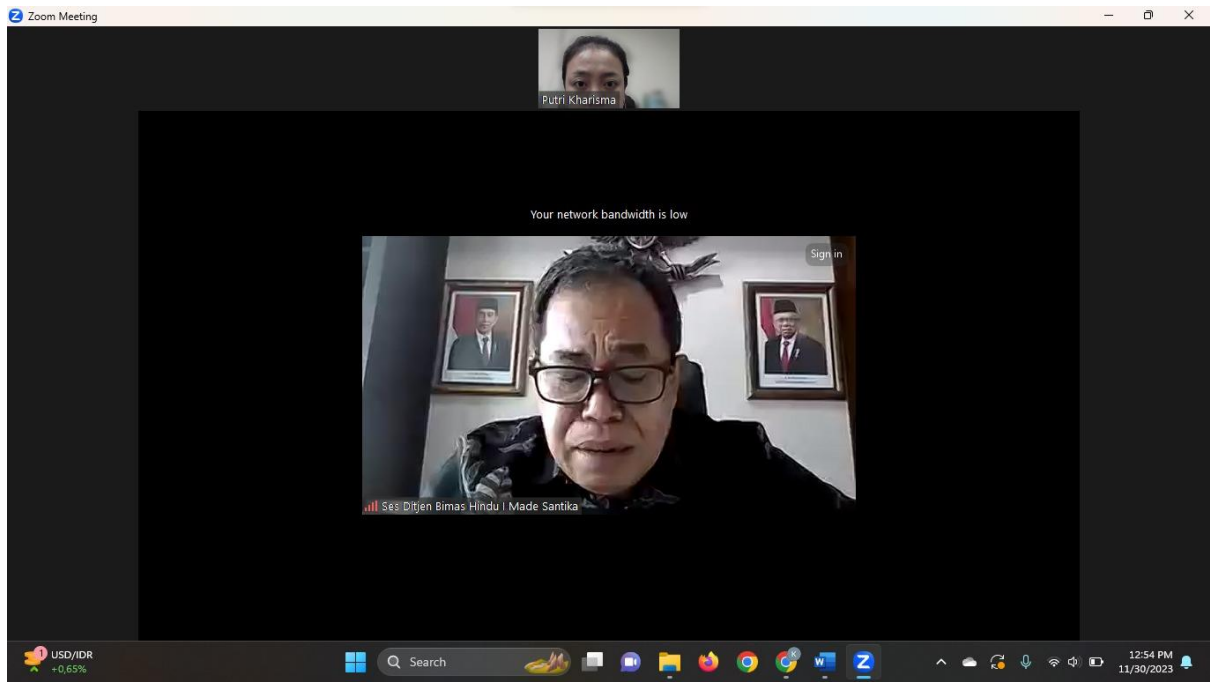 Zoom Meeting
Putri Kharisma
Your network bandwidth is low
Sign in
Ses Ditjen Bimas Hindu I Made Santika
1
USD/IDR
+0,65%
Search
K
12:54 PM
11/30/2023